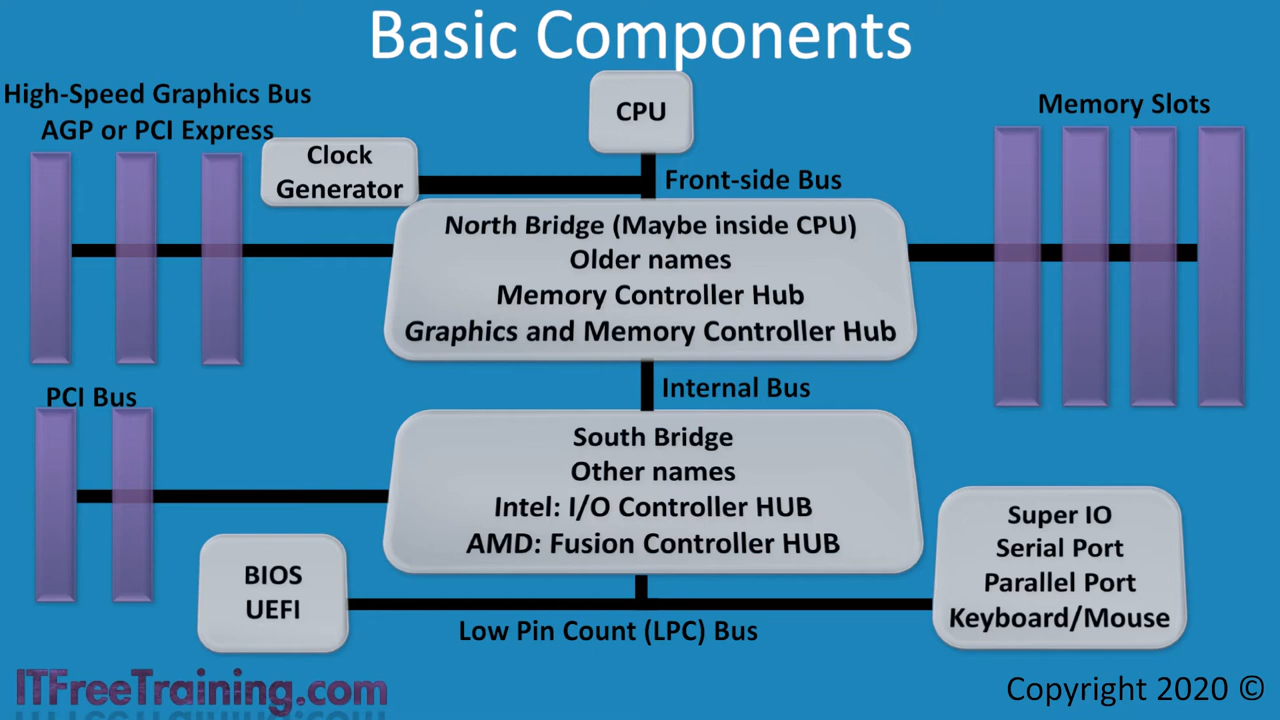 Basic Components
High-Speed Graphics Bus
AGP or PCI Express
CPU
Memory Slots
Clock
Generator
Front-side Bus
North Bridge (Maybe inside CPU)
Older names
Memory Controller Hub
Graphics and Memory Controller Hub
PCI Bus
Internal Bus
South Bridge
Other names
Intel: I/O Controller HUB
AMD: Fusion Controller HUB
Super IO
Serial Port
Parallel Port
Keyboard/Mouse
BIOS
UEFI
Low Pin Count (LPC) Bus
ITFreeTraining.com
Copyright 2020 ©